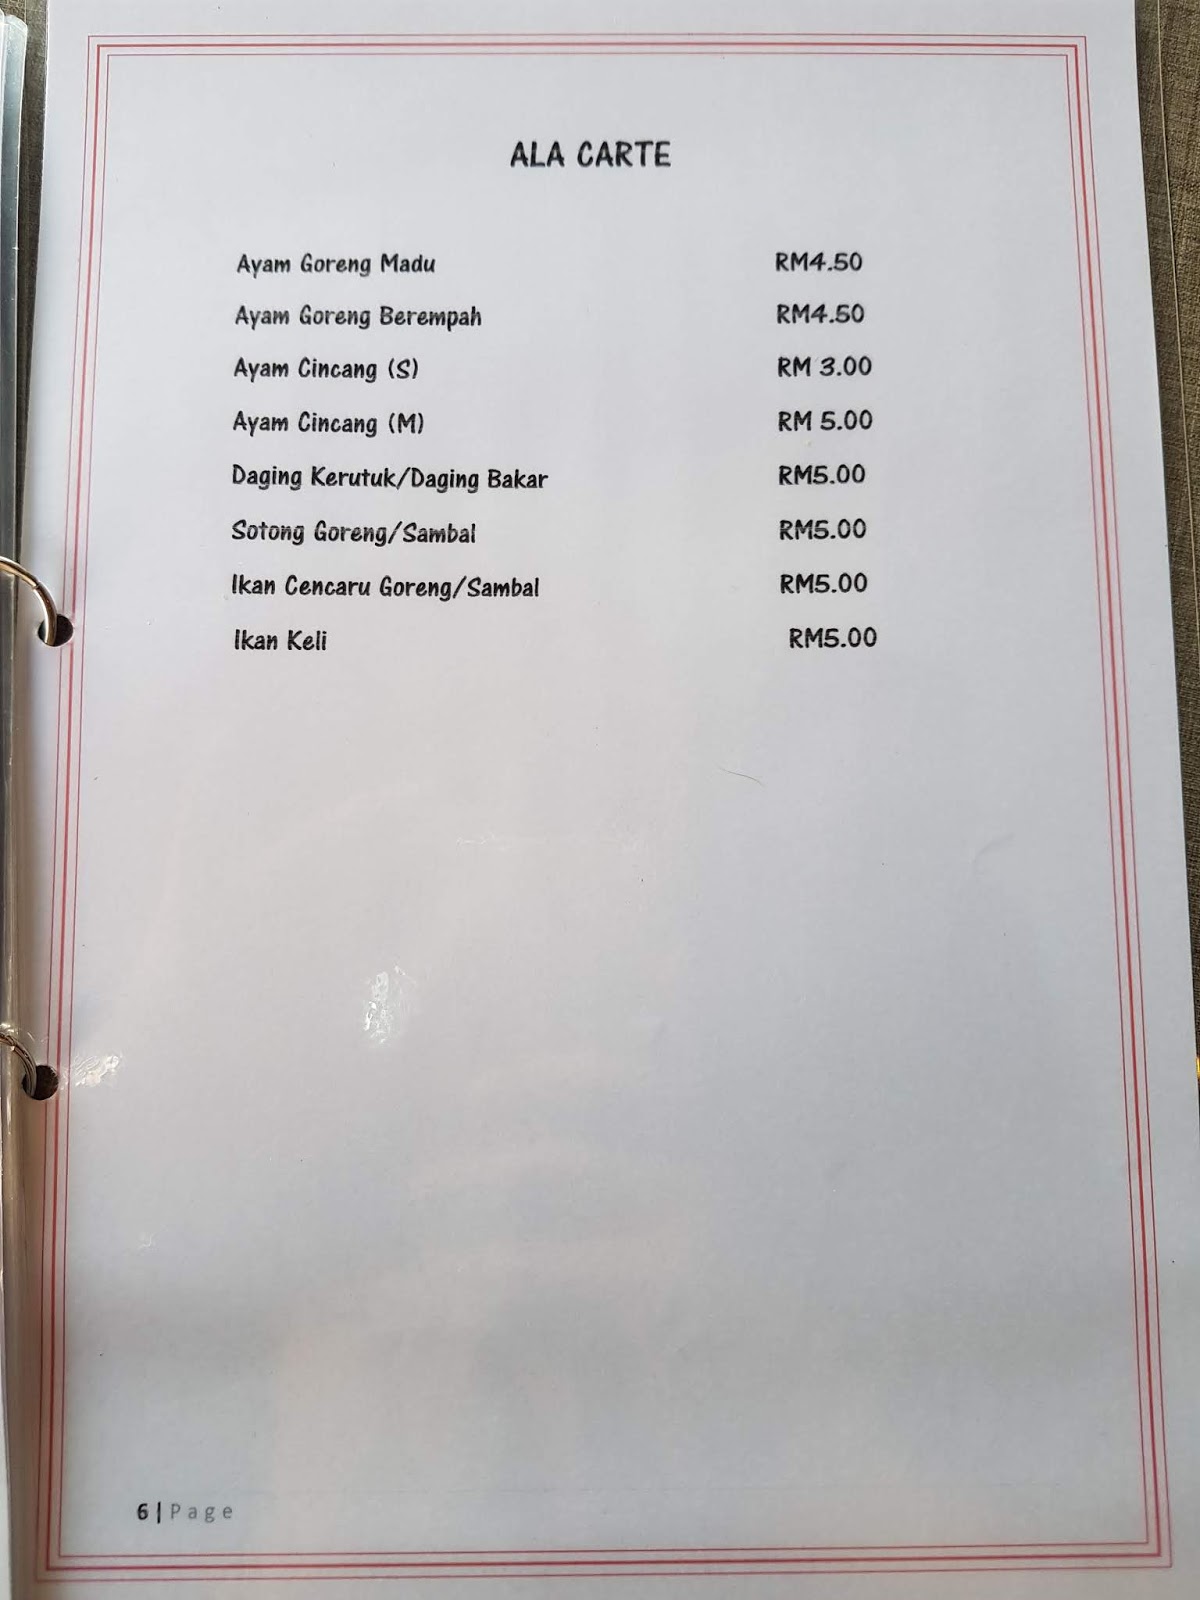 ALA CARTE
Ayam Goreng Madu RM4.50
Ayam Goreng Berempah RM4.50
Ayam Cincang (S) RM 3.00
Ayam Cincang (M) RM 5.00
Daging Kerutuk/Daging Bakar RM5.00
Sotong Goreng/Sambal RM5.00
Ikan Cencaru Goreng/Sambal RM5.00
Ikan Keli RM5.00
6 | Page